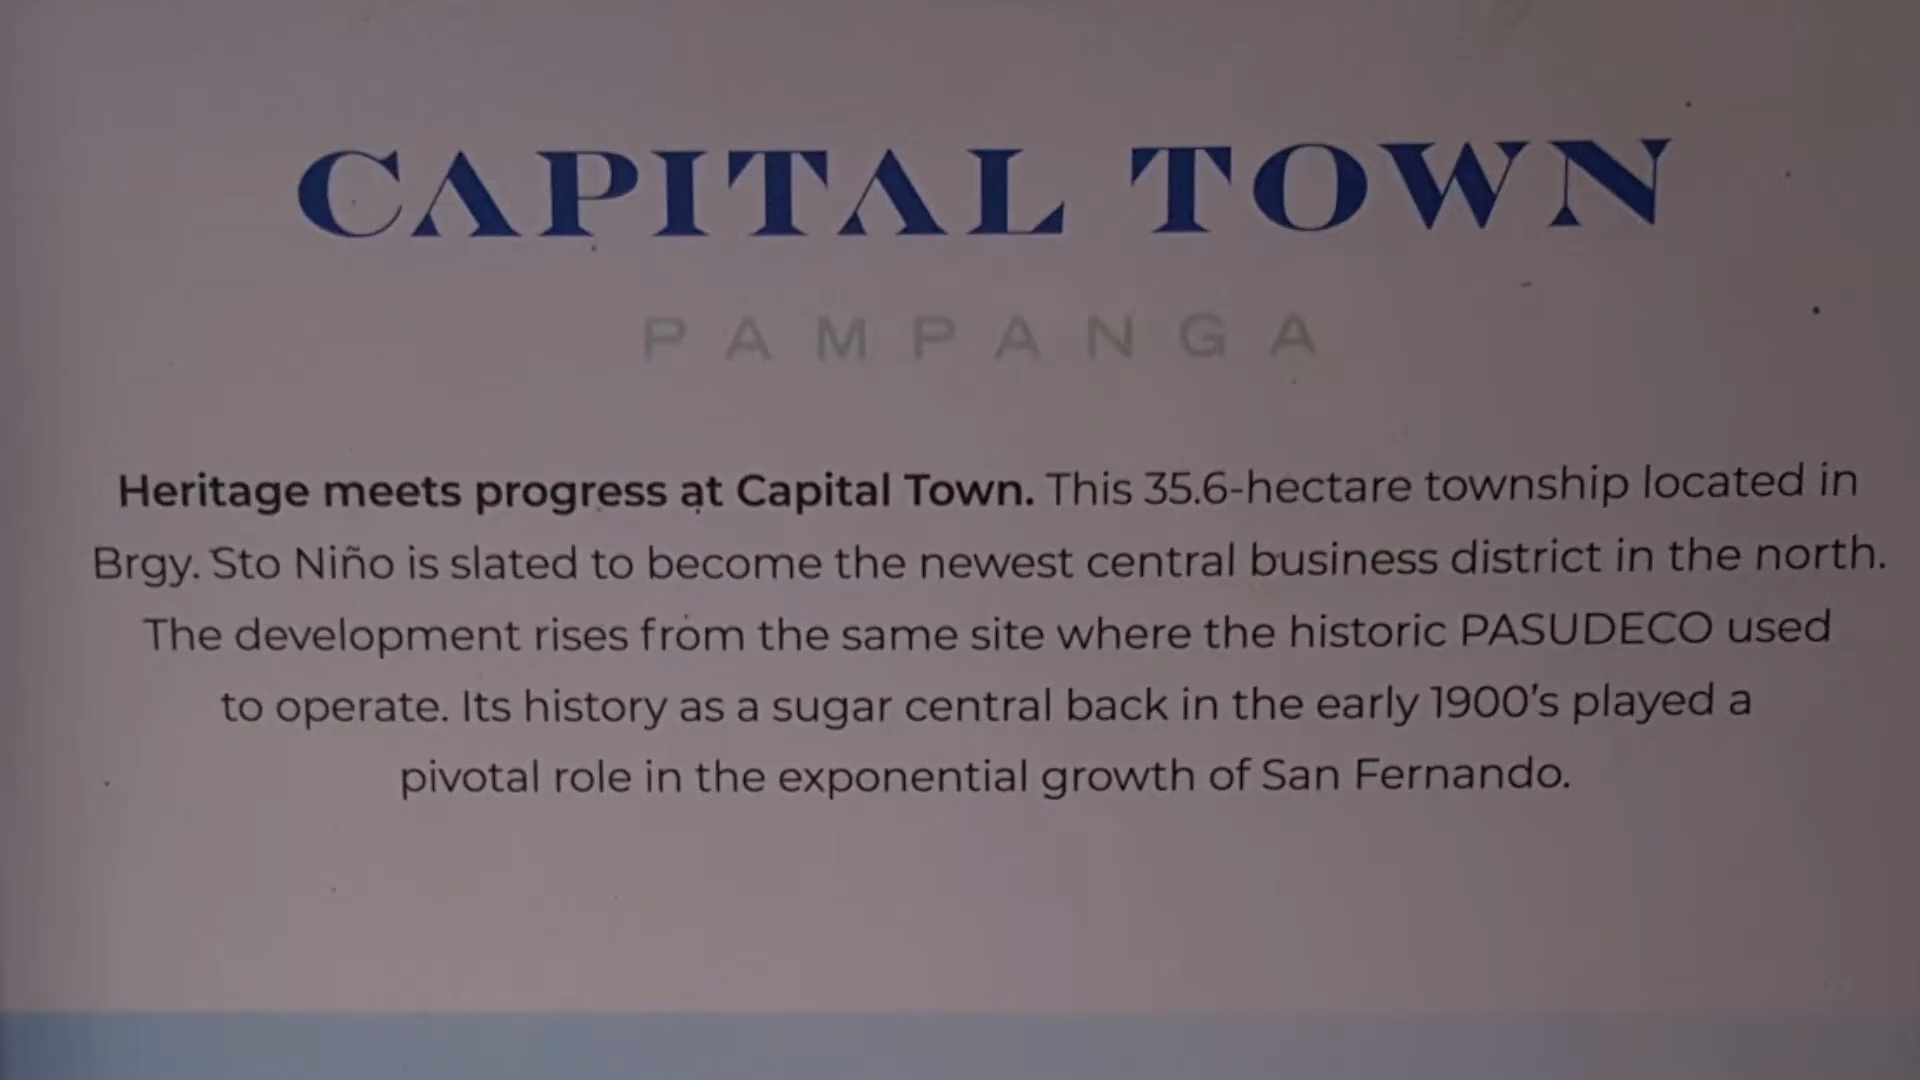 CAPITAL TOWN
PAMPANGA
Heritage meets progress at Capital Town. This 35.6-hectare township located in
Brgy. Sto Niño is slated to become the newest central business district in the north.
The development rises from the same site where the historic PASUDECO used
to operate. Its history as a sugar central back in the early 1900's played a
pivotal role in the exponential growth of San Fernando.